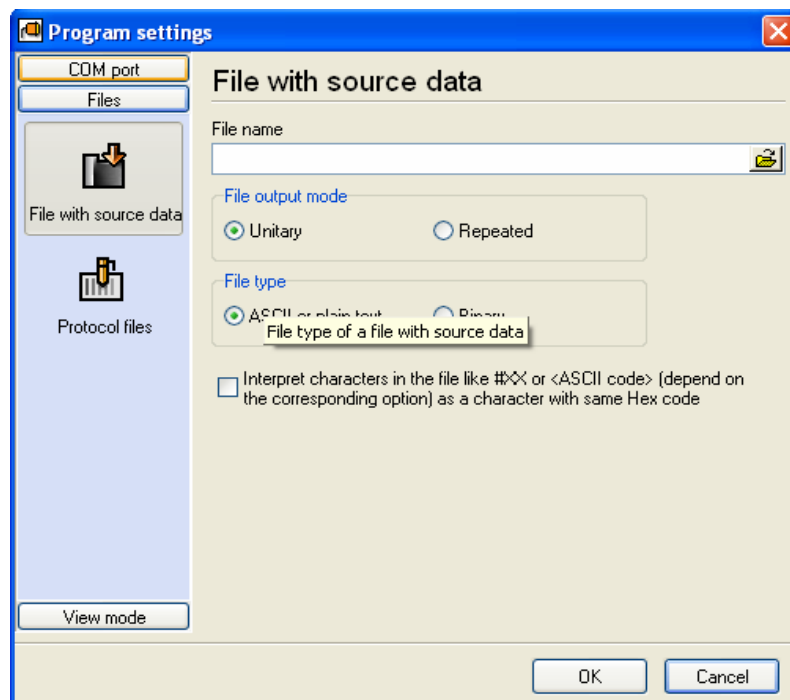 Program settings
COM port
Files
File with source data
Protocol files
View mode
File with source data
File name
File output mode
Unitary
Repeated
File type
File type of a file with source data
Interpret characters in the file like #XX or <ASCII code> (depend on
the corresponding option) as a character with same Hex code
OK
Cancel